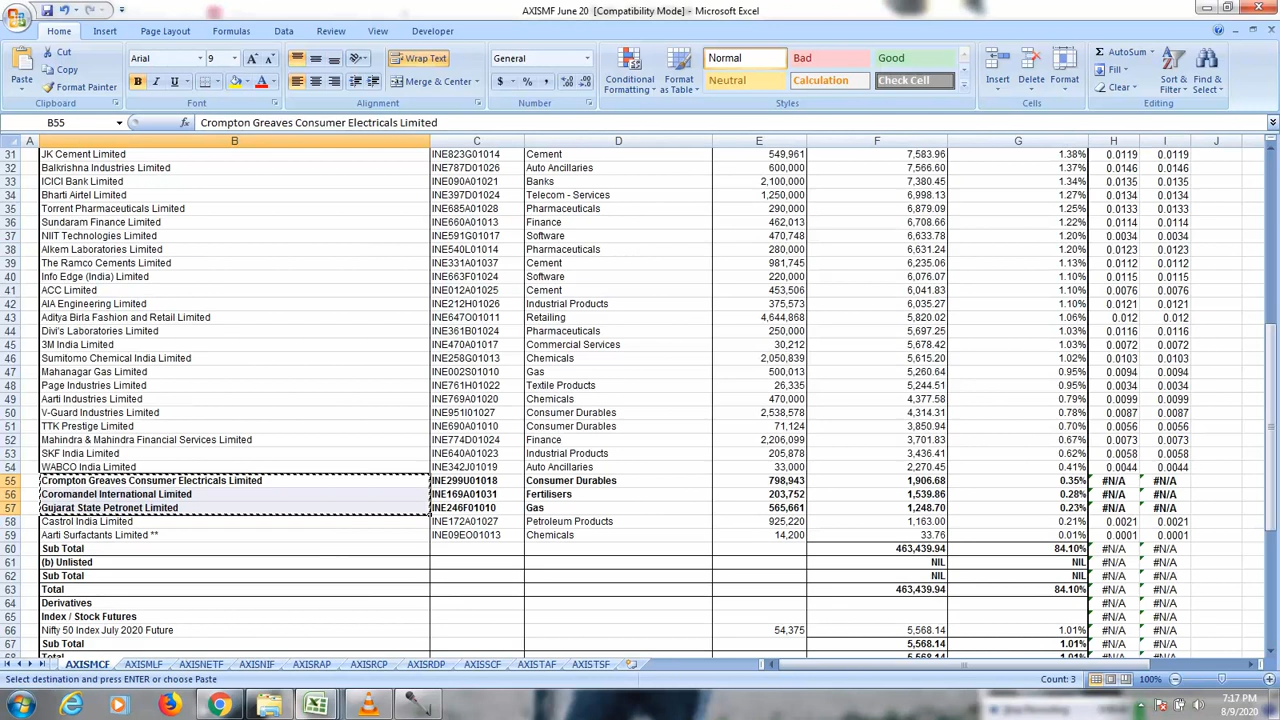 AXISMF June 20 [Compatibility Mode] - Microsoft Excel
Home Insert Page Layout Formulas Data Review View Developer
Paste Cut Copy Format Painter Clipboard
Arial 9 Font
Wrap Text Merge & Center Alignment
General Number
Conditional Formatting Format as Table Normal Bad Good Neutral Calculation Check Cell Styles
Insert Delete Format Cells
AutoSum Fill Clear Sort & Filter Find & Select Editing
B55 Crompton Greaves Consumer Electricals Limited
A B C D E F G H I J
31 JK Cement Limited INE823G01014 Cement 549,961 7,583.96 1.38% 0.0119 0.0119
32 Balkrishna Industries Limited INE787D01026 Auto Ancillaries 600,000 7,566.60 1.37% 0.0146 0.0146
33 ICICI Bank Limited INE090A01021 Banks 2,100,000 7,380.45 1.34% 0.0135 0.0135
34 Bharti Airtel Limited INE397D01024 Telecom - Services 1,250,000 6,998.13 1.27% 0.0134 0.0134
35 Torrent Pharmaceuticals Limited INE685A01028 Pharmaceuticals 290,000 6,879.09 1.25% 0.0133 0.0133
36 Sundaram Finance Limited INE660A01013 Finance 462,013 6,708.66 1.22% 0.0114 0.0114
37 NIIT Technologies Limited INE591G01017 Software 470,748 6,633.78 1.20% 0.0034 0.0034
38 Alkem Laboratories Limited INE540L01014 Pharmaceuticals 280,000 6,631.24 1.20% 0.0123 0.0123
39 The Ramco Cements Limited INE331A01037 Cement 981,745 6,235.06 1.13% 0.0112 0.0112
40 Info Edge (India) Limited INE663F01024 Software 220,000 6,076.07 1.10% 0.0115 0.0115
41 ACC Limited INE012A01025 Cement 453,506 6,041.83 1.10% 0.0076 0.0076
42 AIA Engineering Limited INE212H01026 Industrial Products 375,573 6,035.27 1.10% 0.0121 0.0121
43 Aditya Birla Fashion and Retail Limited INE647O01011 Retailing 4,644,868 5,820.02 1.06% 0.012 0.012
44 Divi's Laboratories Limited INE361B01024 Pharmaceuticals 250,000 5,697.25 1.03% 0.0116 0.0116
45 3M India Limited INE470A01017 Commercial Services 30,212 5,678.42 1.03% 0.0072 0.0072
46 Sumitomo Chemical India Limited INE258G01013 Chemicals 2,050,839 5,615.20 1.02% 0.0103 0.0103
47 Mahanagar Gas Limited INE002S01010 Gas 500,013 5,260.64 0.95% 0.0094 0.0094
48 Page Industries Limited INE761H01022 Textile Products 26,335 5,244.51 0.95% 0.0034 0.0034
49 Aarti Industries Limited INE769A01020 Chemicals 470,000 4,377.58 0.79% 0.0099 0.0099
50 V-Guard Industries Limited INE951I01027 Consumer Durables 2,538,578 4,314.31 0.78% 0.0087 0.0087
51 TTK Prestige Limited INE690A01010 Consumer Durables 71,124 3,850.94 0.70% 0.0056 0.0056
52 Mahindra & Mahindra Financial Services Limited INE774D01024 Finance 2,206,099 3,701.83 0.67% 0.0073 0.0073
53 SKF India Limited INE640A01023 Industrial Products 205,878 3,436.41 0.62% 0.0058 0.0058
54 WABCO India Limited INE342J01019 Auto Ancillaries 33,000 2,270.45 0.41% 0.0044 0.0044
55 Crompton Greaves Consumer Electricals Limited INE299U01018 Consumer Durables 798,943 1,906.68 0.35% #N/A #N/A
56 Coromandel International Limited INE169A01031 Fertilisers 203,752 1,539.86 0.28% #N/A #N/A
57 Gujarat State Petronet Limited INE246F01010 Gas 565,661 1,248.70 0.23% #N/A #N/A
58 Castrol India Limited INE172A01027 Petroleum Products 925,220 1,163.00 0.21% 0.0021 0.0021
59 Aarti Surfactants Limited ** INE09EO01013 Chemicals 14,200 33.76 0.01% 0.0001 0.0001
60 Sub Total 463,439.94 84.10% #N/A #N/A
61 (b) Unlisted NIL NIL #N/A #N/A
62 Sub Total NIL NIL #N/A #N/A
63 Total 463,439.94 84.10% #N/A #N/A
64 Derivatives #N/A #N/A
65 Index / Stock Futures #N/A #N/A
66 Nifty 50 Index July 2020 Future 54,375 5,568.14 1.01% #N/A #N/A
67 Sub Total 5,568.14 1.01% #N/A #N/A
AXISMCF AXISMLF AXISNETF AXISNIF AXISRAP AXISRCP AXISRDP AXISSCF AXISTAF AXISTSF
Select destination and press ENTER or choose Paste Count: 3 100%
7:17 PM
8/9/2020